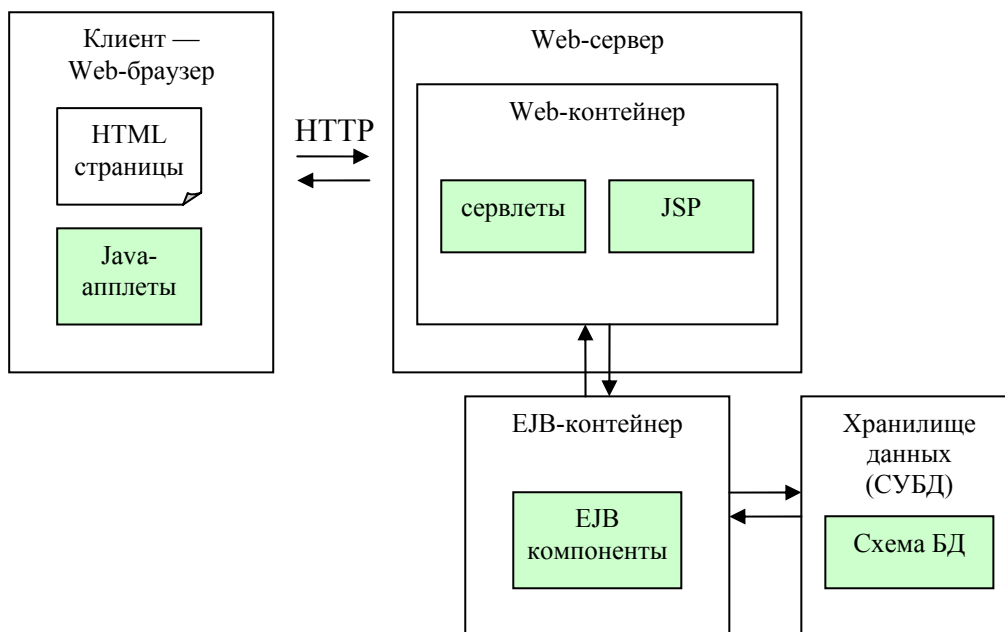 Клиент —
Web-браузер
HTML
страницы
Java-
апплеты
HTTP
Web-сервер
Web-контейнер
сервлеты
JSP
EJB-контейнер
EJB
компоненты
Хранилище
данных
(СУБД)
Схема БД